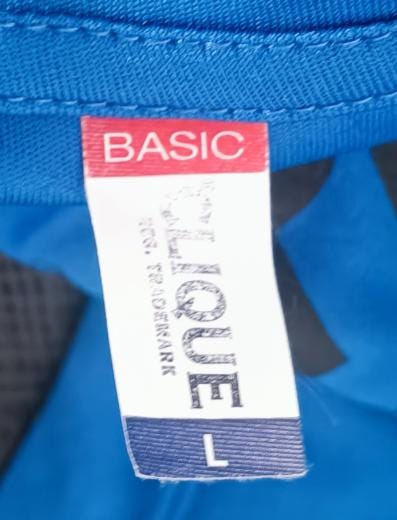 BASIC
CLIQUE
REG. TRADEMARK
L